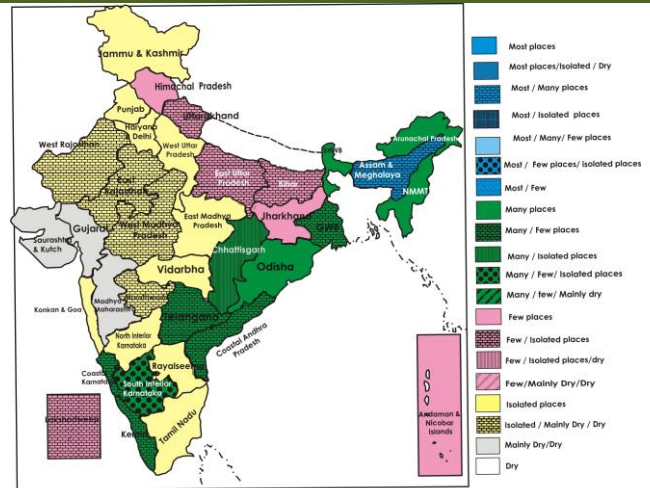 Jammu & Kashmir
Himachal Pradesh
Punjab
Uttarakhand
Haryana
& Delhi
West Rajasthan
West Uttar
Pradesh
East
Rajasthan
East Uttar
Pradesh
Bihar
SHWB
Arunachal Pradesh
Assam &
Meghalaya
NMMT
Gujarat
Saurashtra
& Kutch
West Madhya
Pradesh
East Madhya
Pradesh
Jharkhand
GWB
Chhattisgarh
Odisha
Vidarbha
Madhya
Maharashtra
Konkan & Goa
Telangana
Coastal Andhra
Pradesh
North Interior
Karnataka
Rayalseema
Coastal
Karnataka
South Interior
Karnataka
Kerala
Tamil Nadu
Lakshadweep
Andaman &
Nicobar
Islands
Most places
Most places/Isolated / Dry
Most / Many places
Most / Isolated places
Most / Many/ Few places
Most / Few places/ isolated places
Most / Few
Many places
Many / Few places
Many / Isolated places
Many / Few/ Isolated places
Many / few/ Mainly dry
Few places
Few / Isolated places
Few / Isolated places/dry
Few/Mainly Dry/Dry
Isolated places
Isolated / Mainly Dry / Dry
Mainly Dry/Dry
Dry